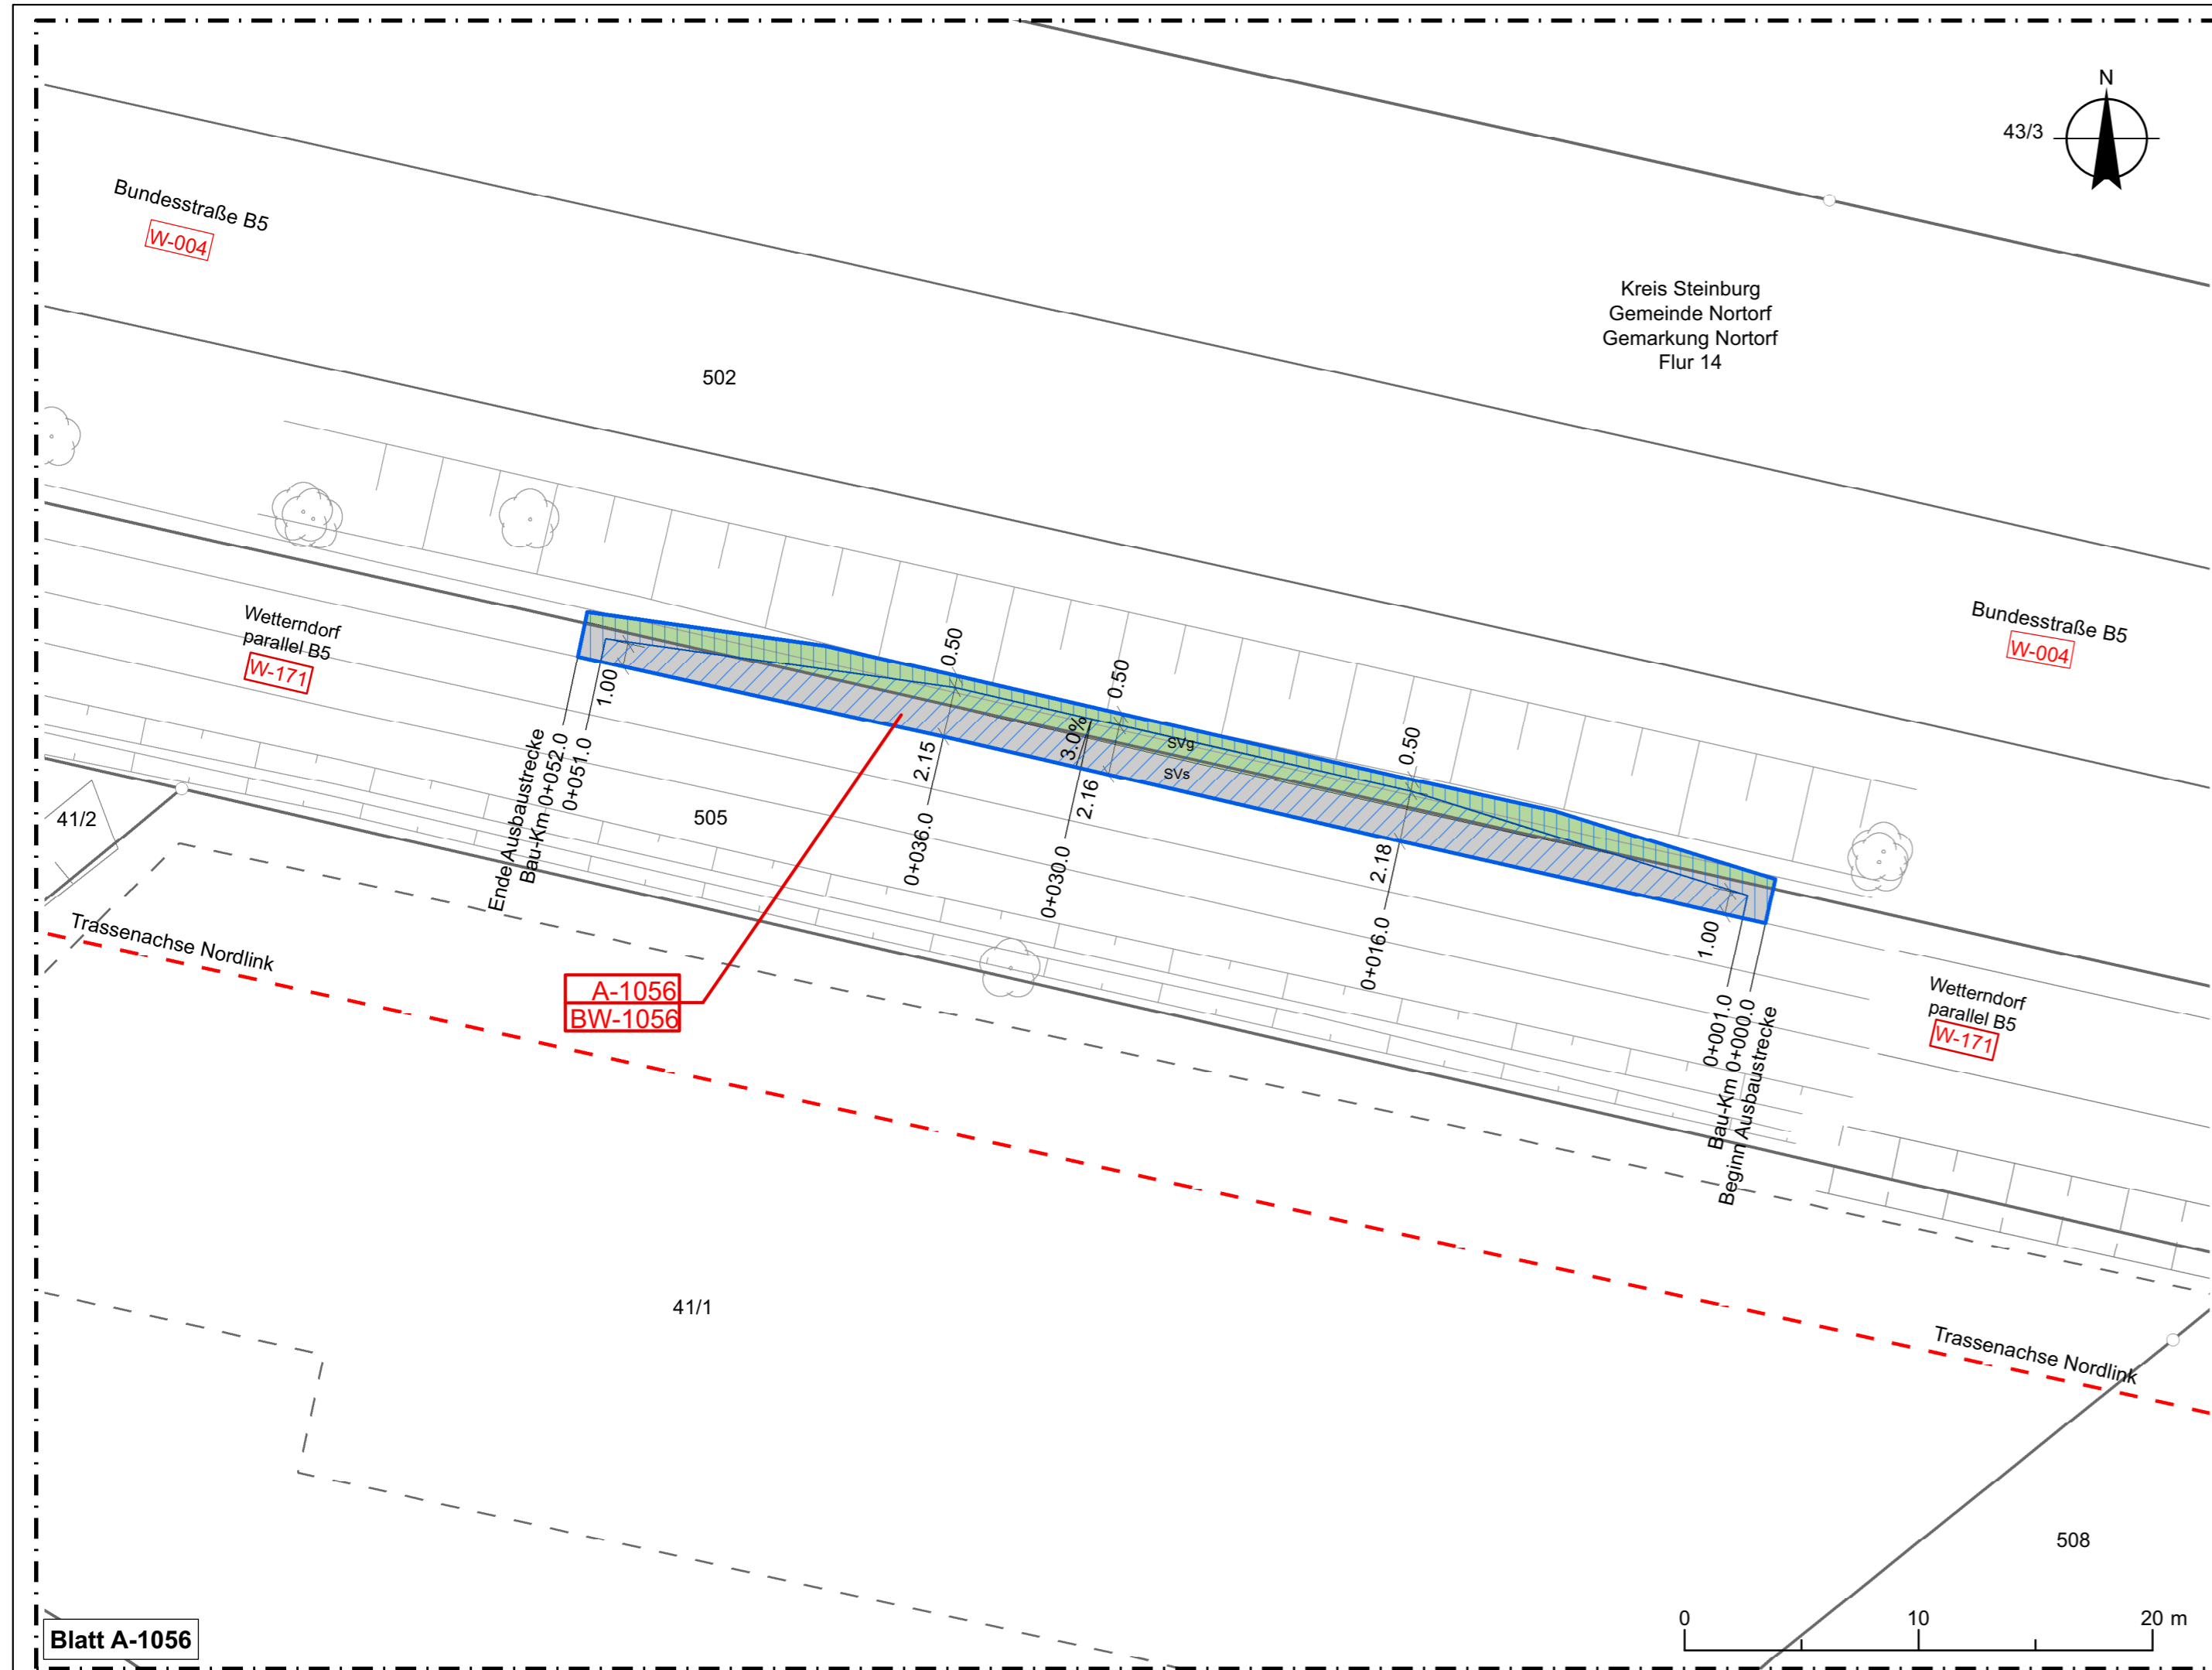 N
43/3
Bundesstraße B5
W-004
Kreis Steinburg
Gemeinde Nortorf
Gemarkung Nortorf
Flur 14
502
Bundesstraße B5
W-004
Wetterndorf
parallel B5
W-171
1.00
0.50
0.50
0.50
3.0%
SVg
SVs
2.15
2.16
2.18
1.00
Ende Ausbaustrecke
Bau-Km 0+052.0
0+051.0
0+036.0
0+030.0
0+016.0
0+001.0
Bau-Km 0+000.0
Beginn Ausbaustrecke
505
41/2
Trassenachse Nordlink
A-1056
BW-1056
Wetterndorf
parallel B5
W-171
41/1
Trassenachse Nordlink
508
Blatt A-1056
0 10 20 m